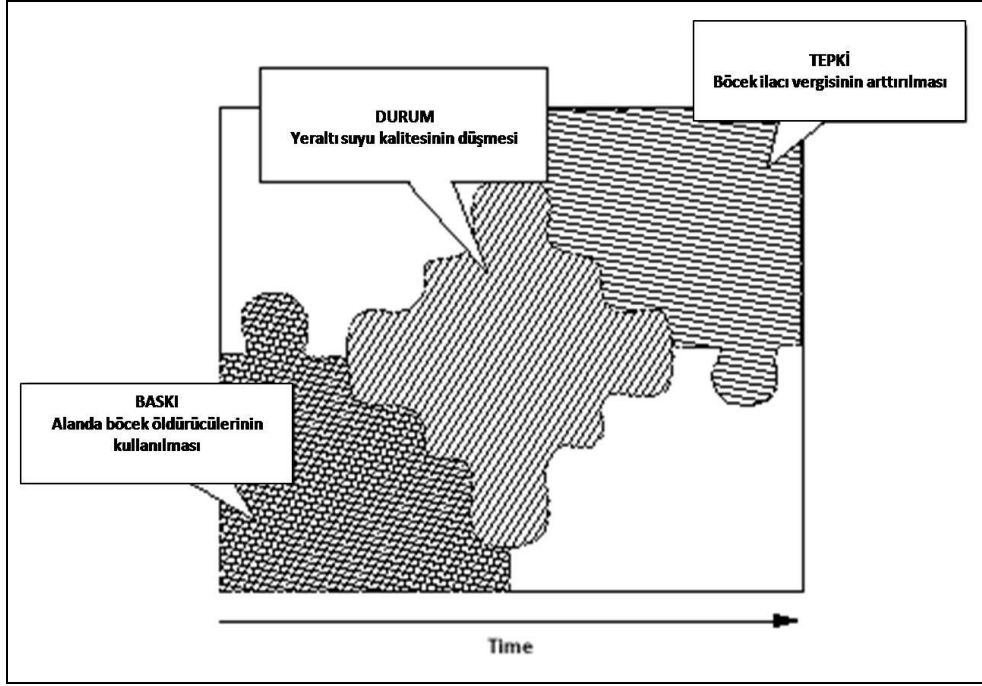 TEPKİ
Böcek ilacı vergisinin arttırılması
DURUM
Yeraltı suyu kalitesinin düşmesi
BASKI
Alanda böcek öldürücülerinin
kullanılması
Time